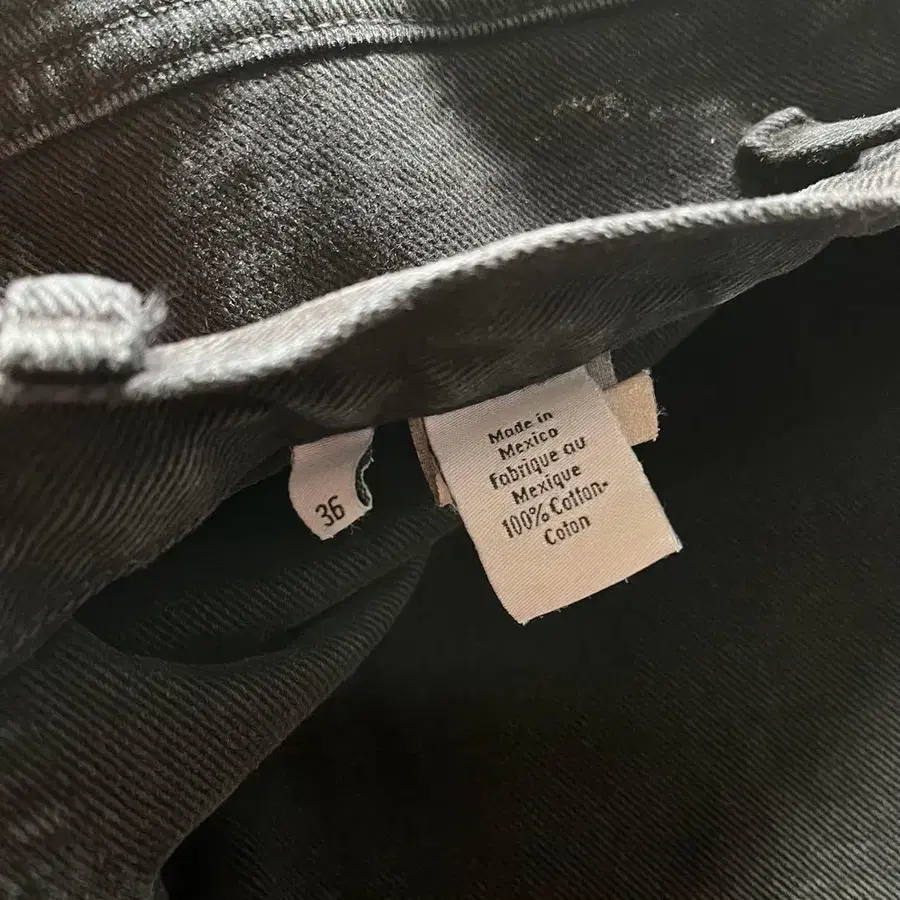 Made in
Mexico
Fabrique au
Mexique
100% Cotton-
Coton
36